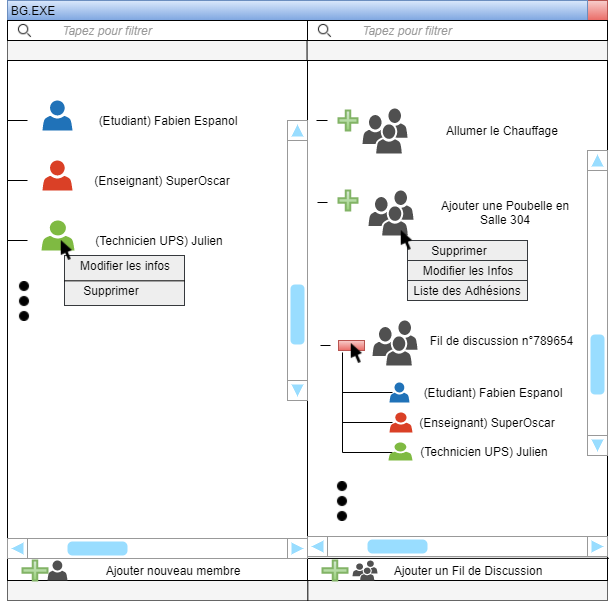 BG.EXE
Tapez pour filtrer
(Etudiant) Fabien Espanol
(Enseignant) SuperOscar
(Technicien UPS) Julien
Modifier les infos
Supprimer
Ajouter nouveau membre
Tapez pour filtrer
Allumer le Chauffage
Ajouter une Poubelle en
Salle 304
Supprimer
Modifier les Infos
Liste des Adhésions
Fil de discussion n°789654
(Etudiant) Fabien Espanol
(Enseignant) SuperOscar
(Technicien UPS) Julien
Ajouter un Fil de Discussion